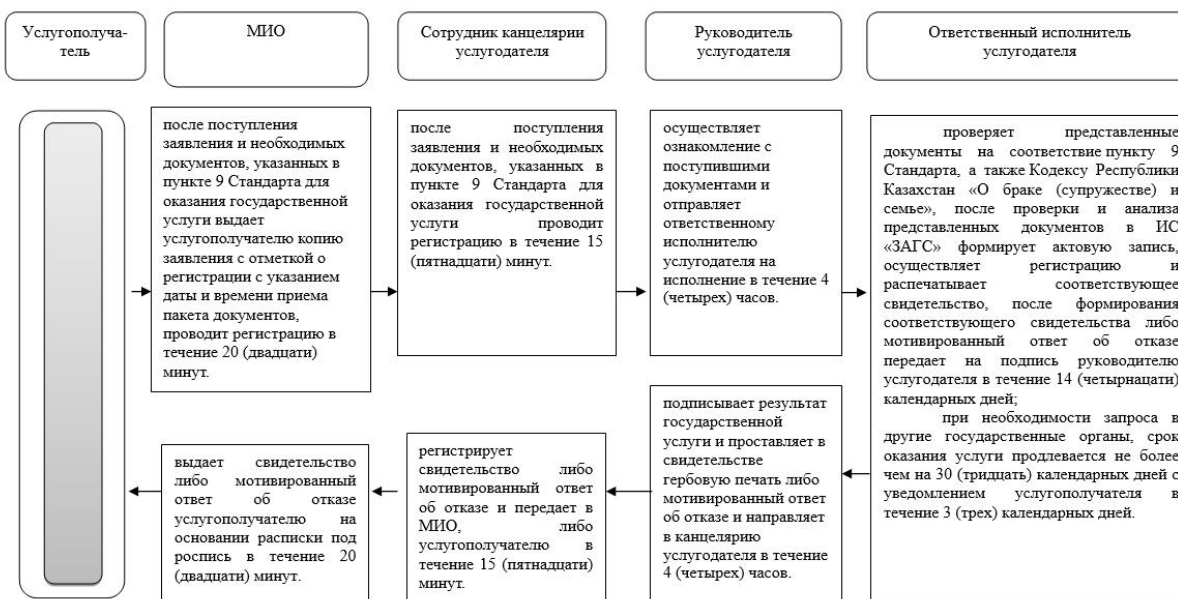 Услугополуча-
тель
МИО
Сотрудник канцелярии
услугодателя
Руководитель
услугодателя
Ответственный исполнитель
услугодателя
после поступления
заявления и необходимых
документов, указанных в
пункте 9 Стандарта для
оказания государственной
услуги выдает
услугополучателю копию
заявления с отметкой о
регистрации с указанием
даты и времени приема
пакета документов,
проводит регистрацию в
течение 20 (двадцати)
минут.
после поступления
заявления и необходимых
документов, указанных в
пункте 9 Стандарта для
оказания государственной
услуги проводит
регистрацию в течение 15
(пятнадцати) минут.
осуществляет
ознакомление с
поступившими
документами и
отправляет
ответственному
исполнителю
услугодателя на
исполнение в течение 4
(четырех) часов.
проверяет представленные
документы на соответствие пункту 9
Стандарта, а также Кодексу Республики
Казахстан «О браке (супружестве) и
семье», после проверки и анализа
представленных документов в ИС
«ЗАГС» формирует актовую запись,
осуществляет регистрацию и
распечатывает соответствующее
свидетельство, после формирования
соответствующего свидетельства либо
мотивированный ответ об отказе
передает на подпись руководителю
услугодателя в течение 14 (четырнацати)
календарных дней;
при необходимости запроса в
другие государственные органы, срок
оказания услуги продлевается не более
чем на 30 (тридцать) календарных дней с
уведомлением услугополучателя в
течение 3 (трех) календарных дней.
подписывает результат
государственной
услуги и проставляет в
свидетельстве
гербовую печать либо
мотивированный ответ
об отказе и направляет
в канцелярию
услугодателя в течение
4 (четырех) часов.
регистрирует
свидетельство либо
мотивированный ответ
об отказе и передает в
МИО, либо
услугополучателю в
течение 15 (пятнадцати)
минут.
выдает свидетельство
либо мотивированный
ответ об отказе
услугополучателю на
основании расписки под
роспись в течение 20
(двадцати) минут.